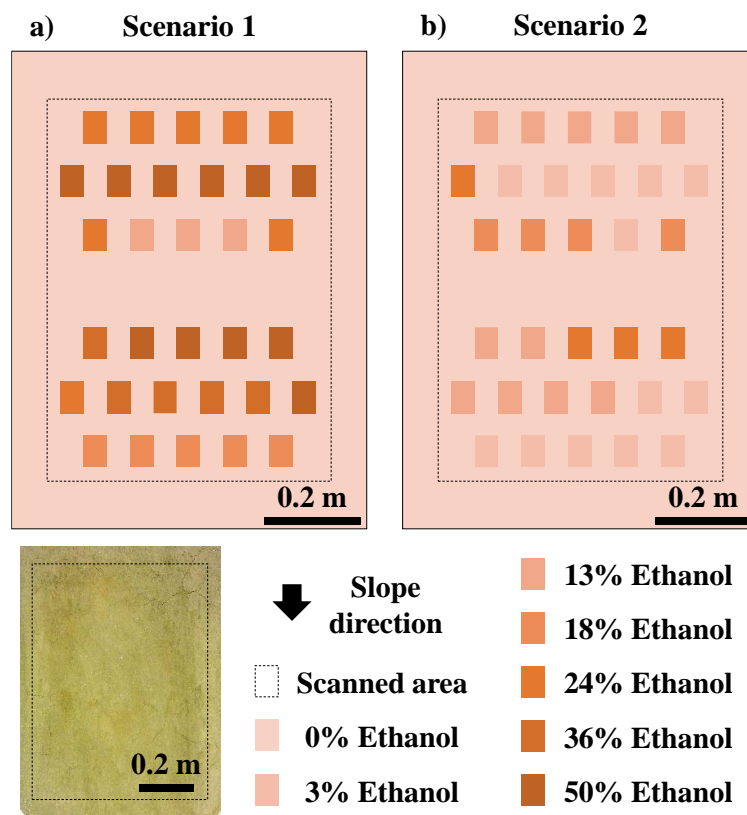 a) Scenario 1
b) Scenario 2
0.2 m
0.2 m
0.2 m
Slope
direction
Scanned area
0% Ethanol
3% Ethanol
13% Ethanol
18% Ethanol
24% Ethanol
36% Ethanol
50% Ethanol